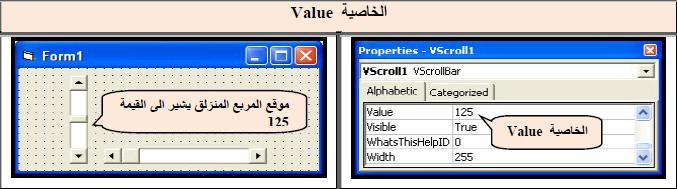 الخاصية Value
Form1
موقع المربع المنزلق يشير الى القيمة
125
Properties - VScroll1
VScroll1 VScrollBar
Alphabetic Categorized
Value 125
Visible True
WhatsThisHelpID 0
Width 255
الخاصية Value